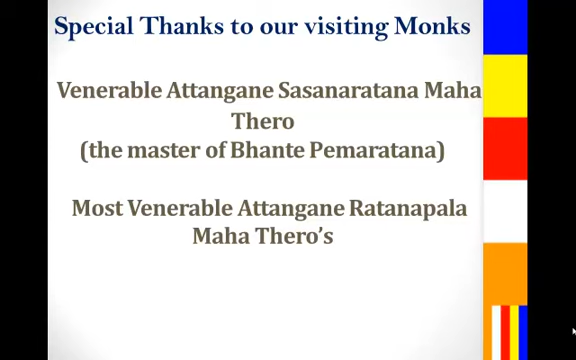 Special Thanks to our visiting Monks
Venerable Attangane Sasanaratana Maha
Thero
(the master of Bhante Pemaratana)
Most Venerable Attangane Ratanapala
Maha Thero's